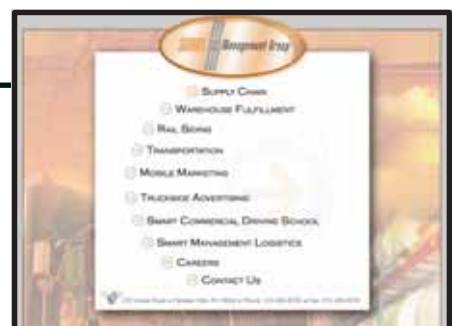 Management Group
SUPPLY CHAIN
WAREHOUSE FULFILLMENT
RAIL SIDING
TRANSPORTATION
MOBILE MARKETING
TRUCKSIDE ADVERTISING
SMART COMMERCIAL DRIVING SCHOOL
SMART MANAGEMENT LOGISTICS
CAREERS
CONTACT US